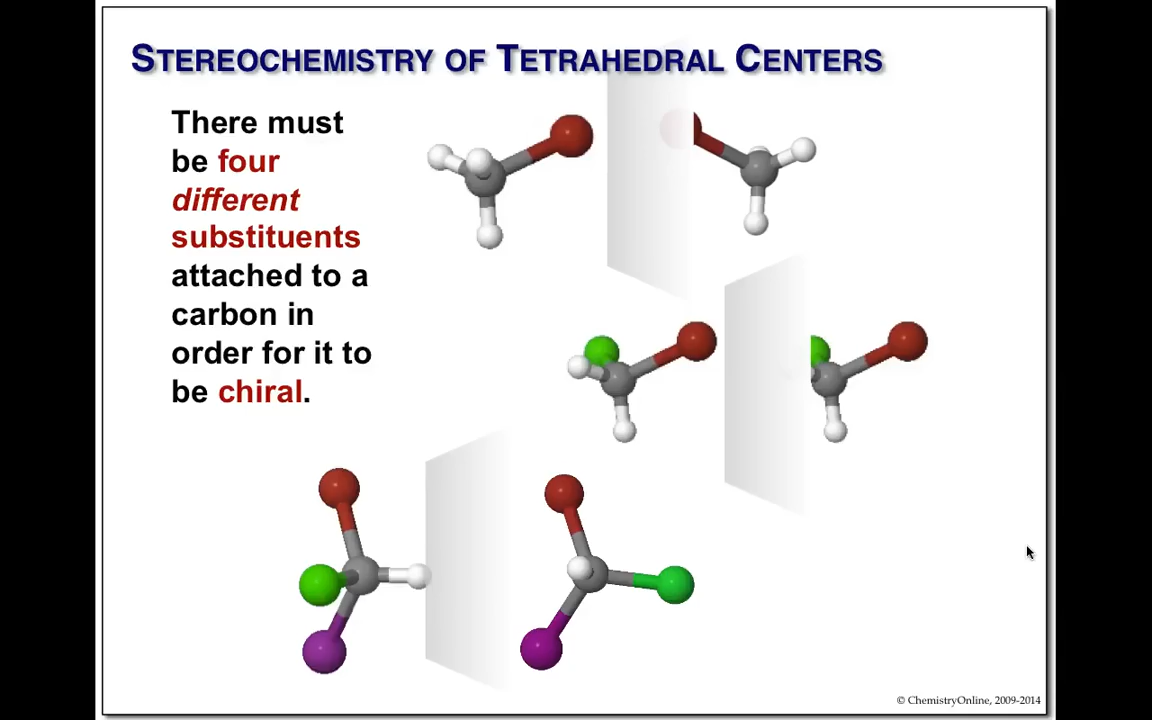 STEREOCHEMISTRY OF TETRAHEDRAL CENTERS
There must
be four
different
substituents
attached to a
carbon in
order for it to
be chiral.
© ChemistryOnline, 2009-2014